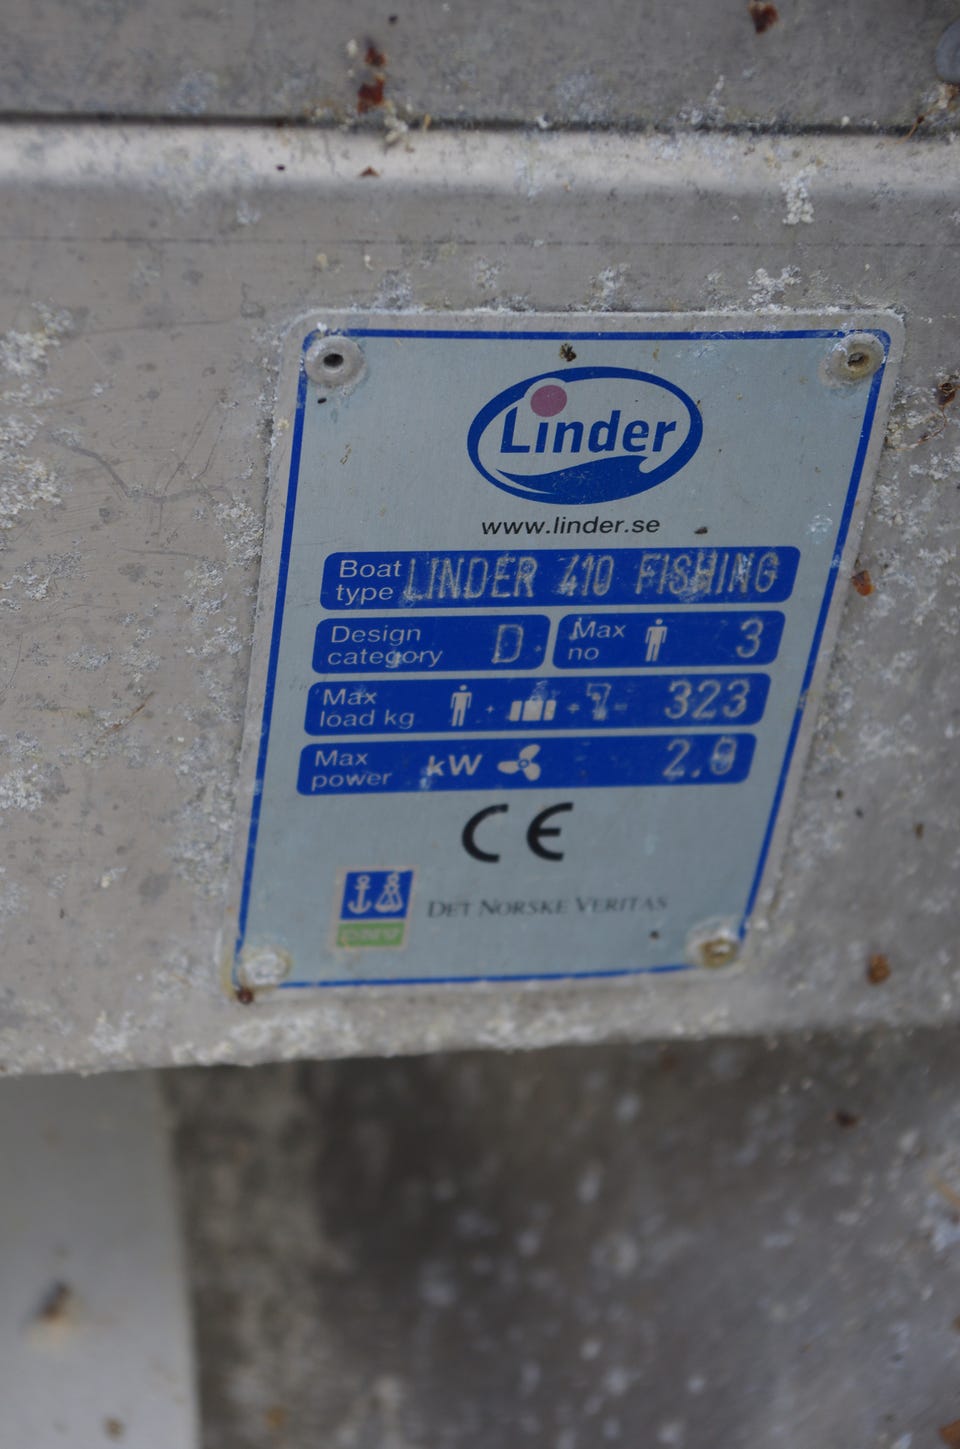 Linder
www.linder.se
Boat type LINDER 410 FISHING
Design category D
Max no 3
Max load kg + + = 323
Max power kW 2.0
CE
DET NORSKE VERITAS
DNV